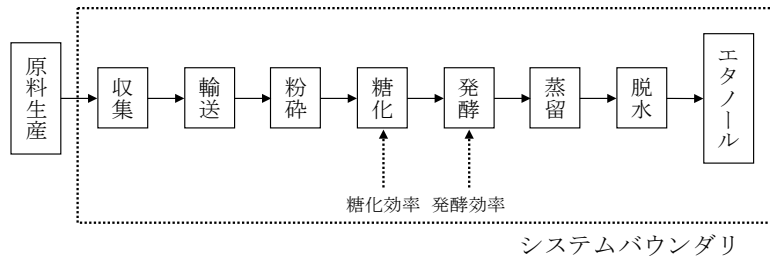 原料生産
収集
輸送
粉砕
糖化
発酵
蒸留
脱水
エタノール
糖化効率
発酵効率
システムバウンダリ